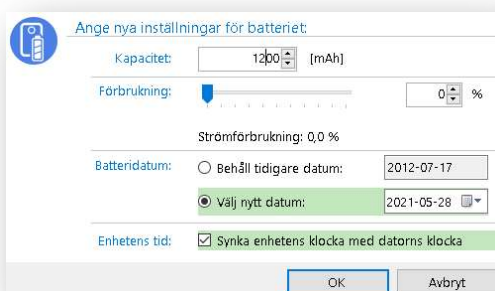 Ange nya inställningar för batteriet:
Kapacitet: 1200 [mAh]
Förbrukning: 0 %
Strömförbrukning: 0,0 %
Batteridatum: Behåll tidigare datum: 2012-07-17
Välj nytt datum: 2021-05-28
Enhetens tid: Synka enhetens klocka med datorns klocka
OK Avbryt